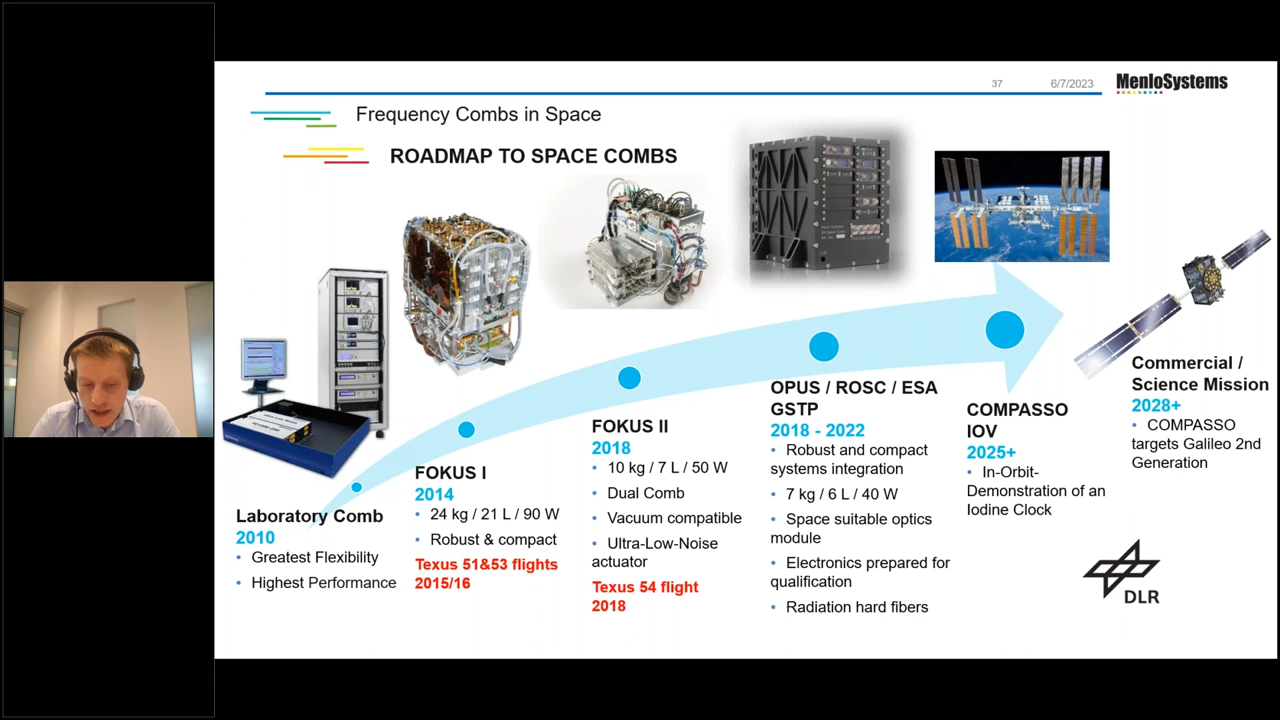 37
6/7/2023
MenloSystems
Frequency Combs in Space
ROADMAP TO SPACE COMBS
Laboratory Comb
2010
• Greatest Flexibility
• Highest Performance
FOKUS I
2014
• 24 kg / 21 L / 90 W
• Robust & compact
Texus 51&53 flights
2015/16
FOKUS II
2018
• 10 kg / 7 L / 50 W
• Dual Comb
• Vacuum compatible
• Ultra-Low-Noise
actuator
Texus 54 flight
2018
OPUS / ROSC / ESA
GSTP
2018 - 2022
• Robust and compact
systems integration
• 7 kg / 6 L / 40 W
• Space suitable optics
module
• Electronics prepared for
qualification
• Radiation hard fibers
COMPASSO
IOV
2025+
• In-Orbit-
Demonstration of an
Iodine Clock
Commercial /
Science Mission
2028+
• COMPASSO
targets Galileo 2nd
Generation
DLR